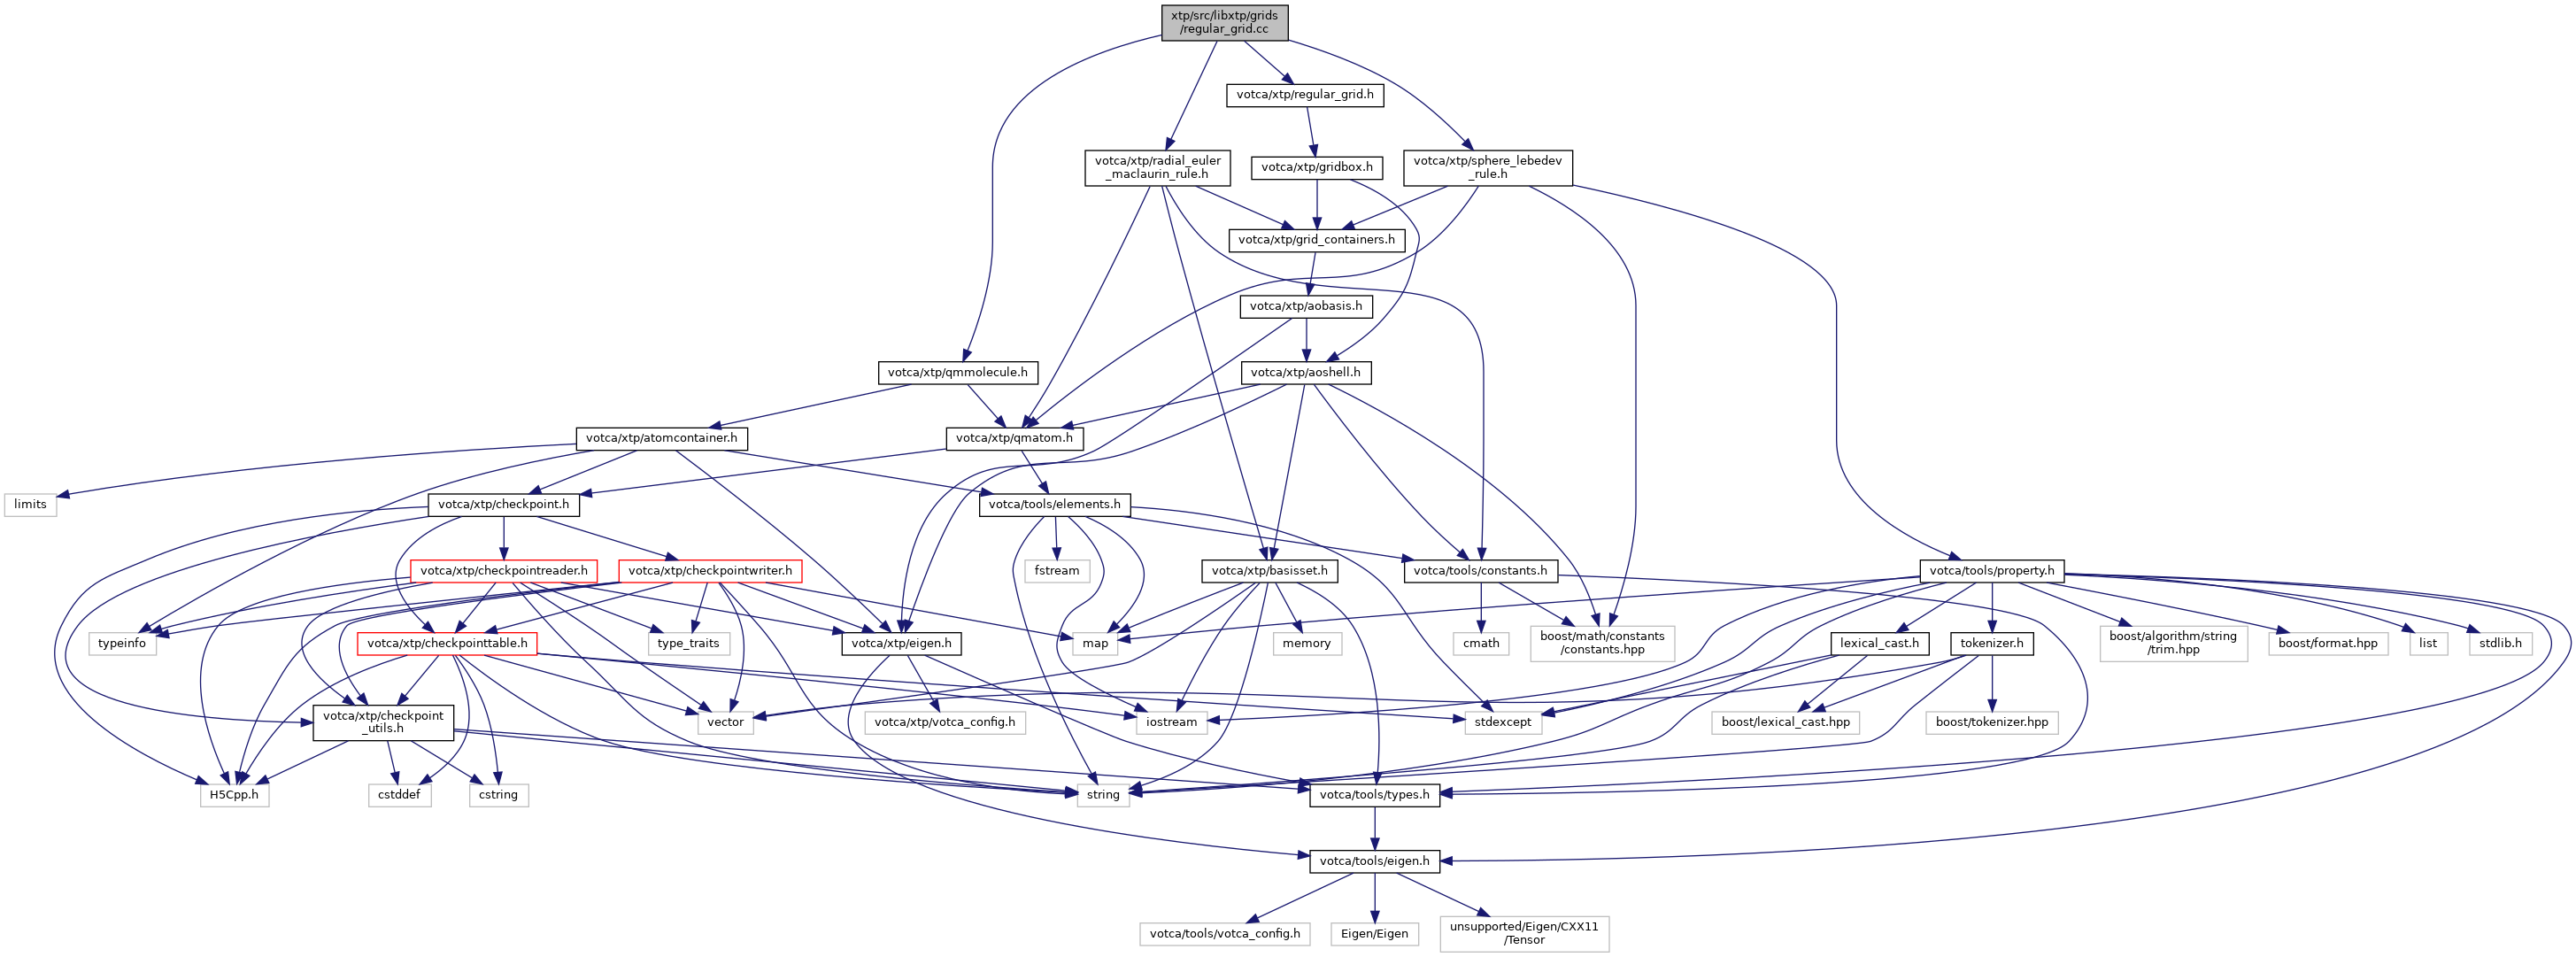 xtp/src/libxtp/grids
/regular_grid.cc
votca/xtp/regular_grid.h
votca/xtp/radial_euler
_maclaurin_rule.h
votca/xtp/gridbox.h
votca/xtp/sphere_lebedev
_rule.h
votca/xtp/grid_containers.h
votca/xtp/aobasis.h
votca/xtp/qmmolecule.h
votca/xtp/aoshell.h
votca/xtp/atomcontainer.h
votca/xtp/qmatom.h
limits
votca/xtp/checkpoint.h
votca/tools/elements.h
votca/xtp/checkpointreader.h
votca/xtp/checkpointwriter.h
fstream
votca/xtp/basisset.h
votca/tools/constants.h
votca/tools/property.h
typeinfo
votca/xtp/checkpointtable.h
type_traits
votca/xtp/eigen.h
map
memory
cmath
boost/math/constants
/constants.hpp
lexical_cast.h
tokenizer.h
boost/algorithm/string
/trim.hpp
boost/format.hpp
list
stdlib.h
votca/xtp/checkpoint
_utils.h
vector
votca/xtp/votca_config.h
iostream
stdexcept
boost/lexical_cast.hpp
boost/tokenizer.hpp
H5Cpp.h
cstddef
cstring
string
votca/tools/types.h
votca/tools/eigen.h
votca/tools/votca_config.h
Eigen/Eigen
unsupported/Eigen/CXX11
/Tensor